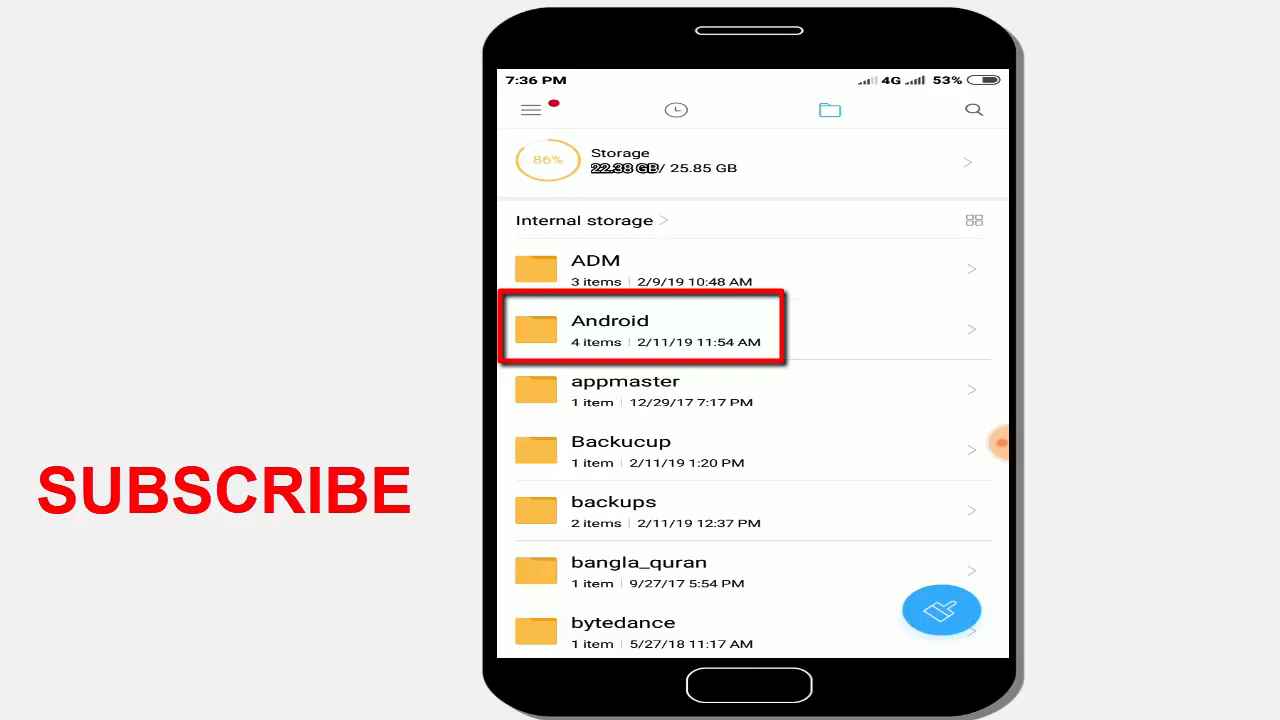 7:36 PM 4G 53%
86%
Storage
22.38 GB/ 25.85 GB
Internal storage >
ADM
3 items | 2/9/19 10:48 AM
Android
4 items | 2/11/19 11:54 AM
appmaster
1 item | 12/29/17 7:17 PM
Backucup
1 item | 2/11/19 1:20 PM
backups
2 items | 2/11/19 12:37 PM
bangla_quran
1 item | 9/27/17 5:54 PM
bytedance
1 item | 5/27/18 11:17 AM
SUBSCRIBE